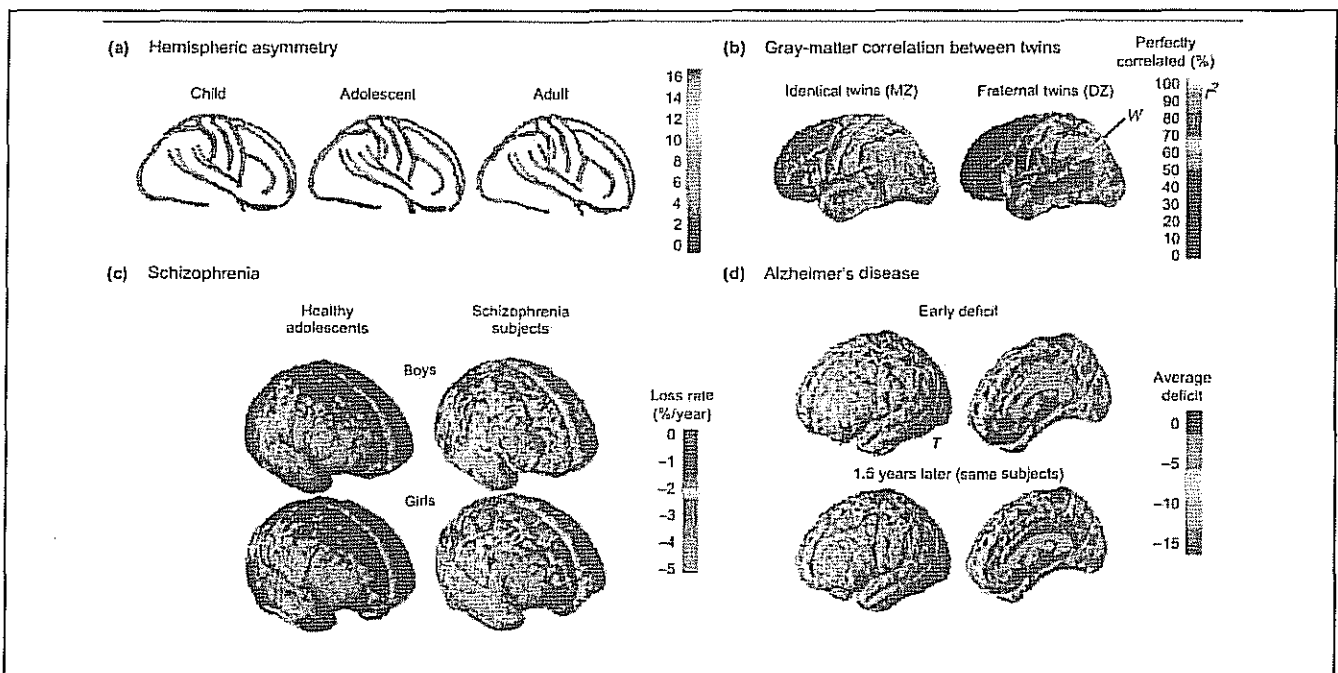 (a) Hemispheric asymmetry
Child
Adolescent
Adult
16
14
12
10
8
6
4
2
0
(b) Gray-matter correlation between twins
Perfectly
correlated (%)
Identical twins (MZ)
Fraternal twins (DZ)
W
100
90
80
70
60
50
40
30
20
10
0
r²
(c) Schizophrenia
Healthy
adolescents
Schizophrenia
subjects
Boys
Girls
Loss rate
(%/year)
0
–1
–2
–3
–4
–5
(d) Alzheimer's disease
Early deficit
T
1.5 years later (same subjects)
Average
deficit
0
–5
–10
–15